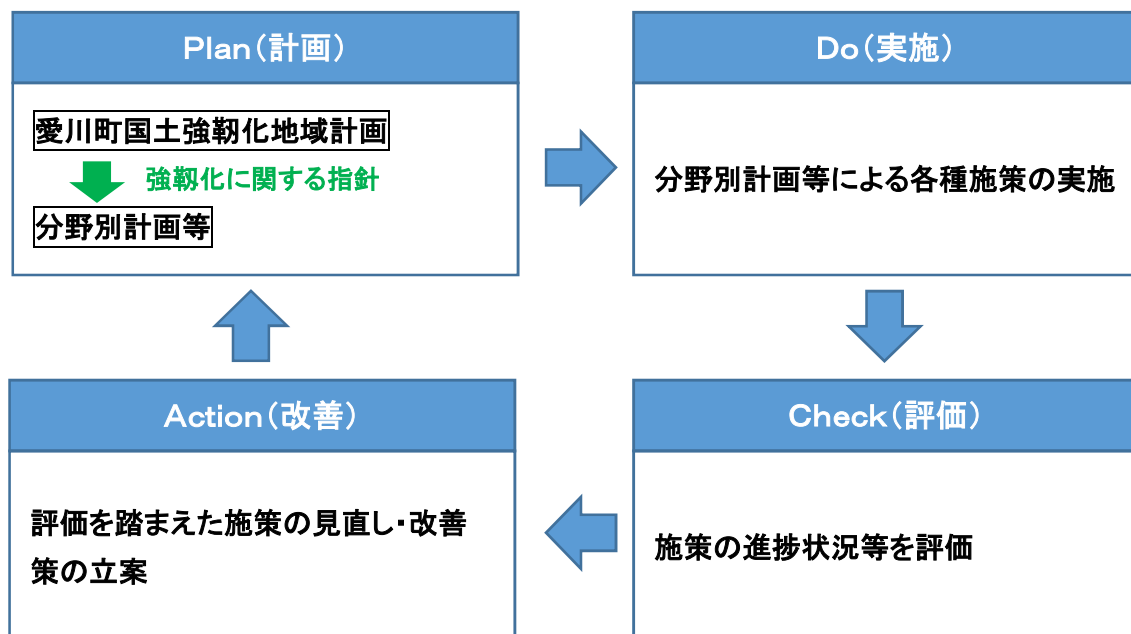 Plan（計画）
愛川町国土強靭化地域計画
強靱化に関する指針
分野別計画等
Do（実施）
分野別計画等による各種施策の実施
Action（改善）
評価を踏まえた施策の見直し・改善
策の立案
Check（評価）
施策の進捗状況等を評価